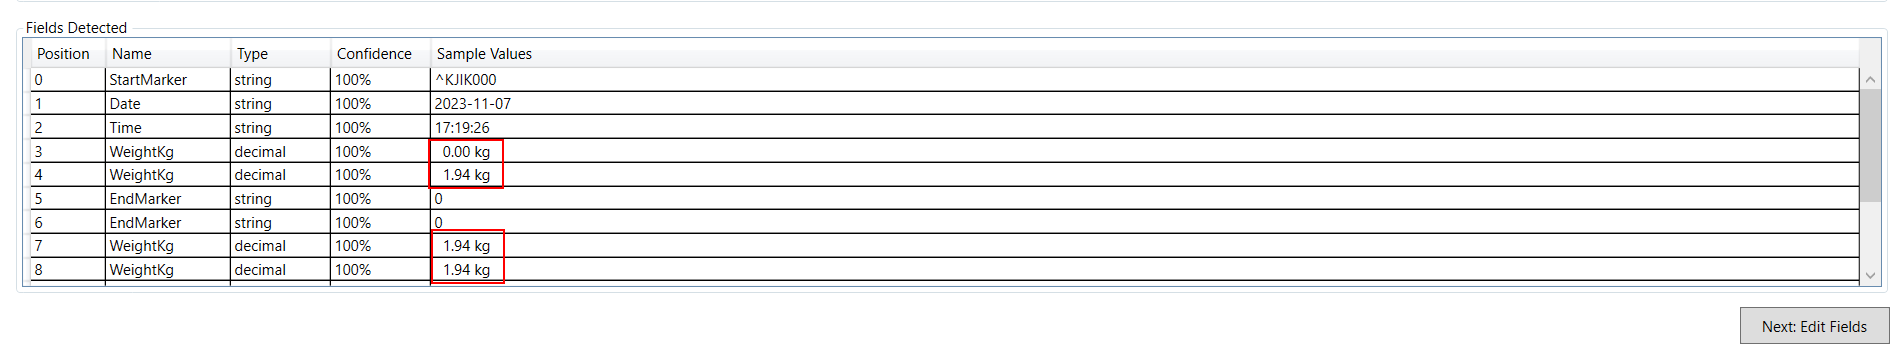 Fields Detected
Position Name Type Confidence Sample Values
0 StartMarker string 100% ^KJIK000
1 Date string 100% 2023-11-07
2 Time string 100% 17:19:26
3 WeightKg decimal 100% 0.00 kg
4 WeightKg decimal 100% 1.94 kg
5 EndMarker string 100% 0
6 EndMarker string 100% 0
7 WeightKg decimal 100% 1.94 kg
8 WeightKg decimal 100% 1.94 kg
Next: Edit Fields